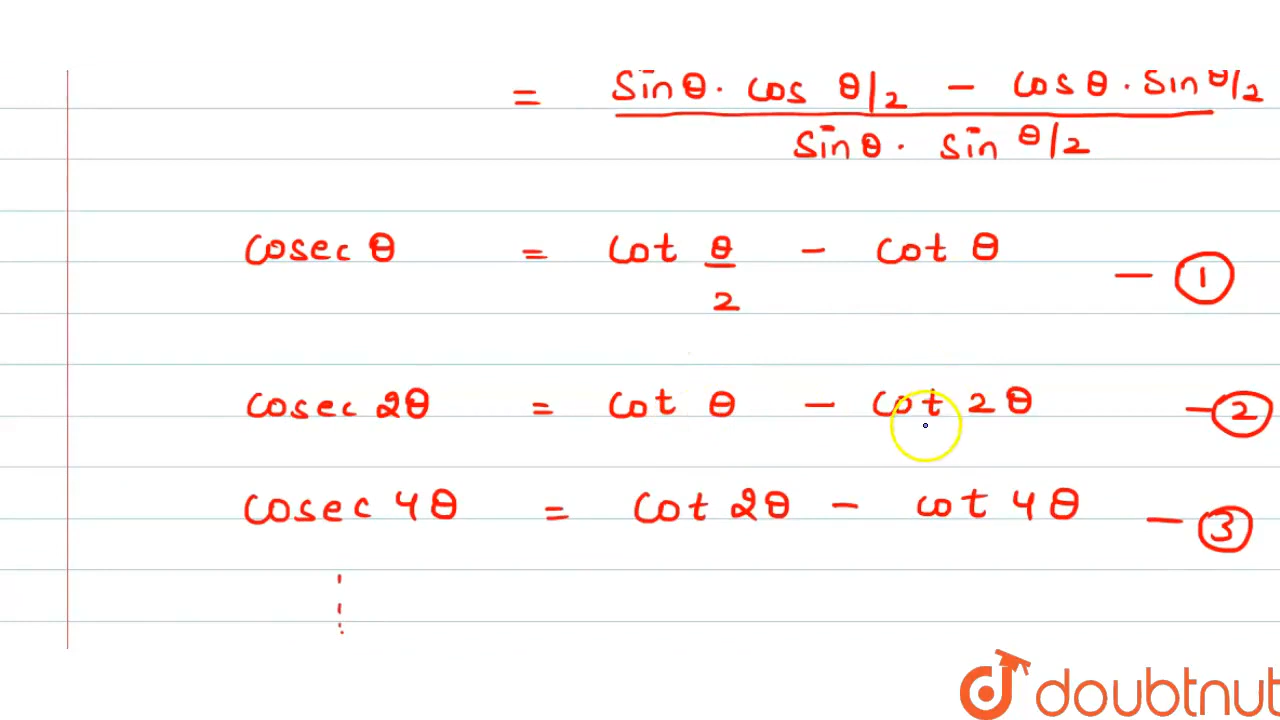 = sinθ. cos θ/2 - cosθ. sin θ/2
sinθ. sin θ/2
cosec θ = cot θ/2 - cot θ - 1
cosec 2θ = cot θ - cot 2θ - 2
cosec 4θ = cot 2θ - cot 4θ - 3
doubtnut